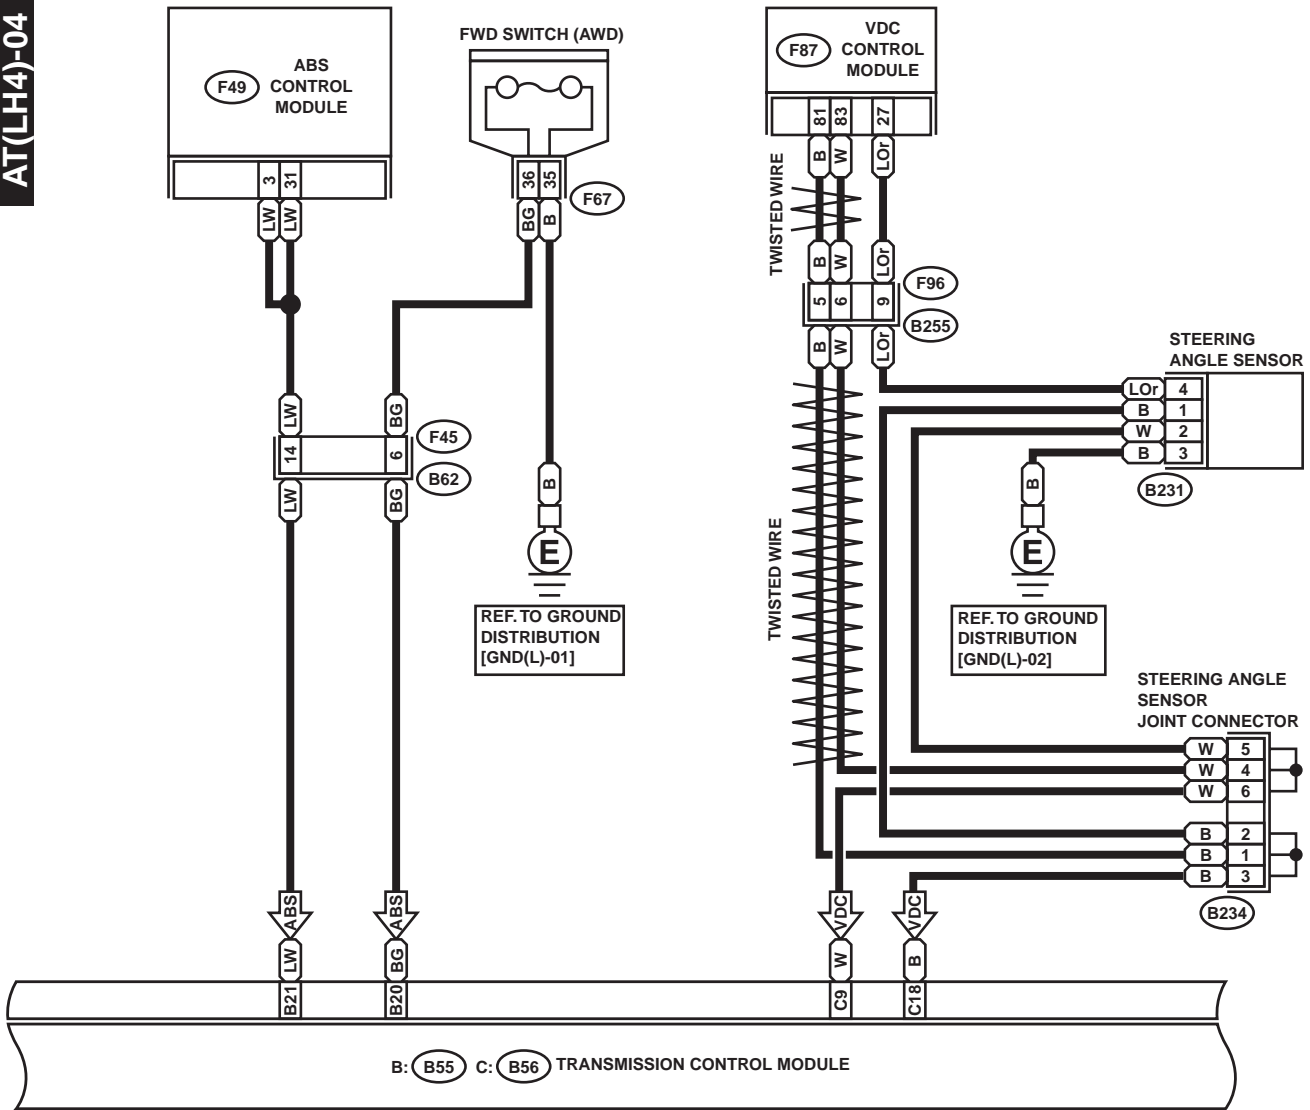 AT(LH4)-04
F49
ABS
CONTROL
MODULE
3
31
LW
LW
FWD SWITCH (AWD)
36
35
F67
BG
B
F87
VDC
CONTROL
MODULE
81
83
27
B
W
LOr
TWISTED WIRE
B
W
LOr
5
6
9
F96
B255
B
W
LOr
STEERING
ANGLE SENSOR
LOr
4
B
1
W
2
B
3
B231
LW
BG
14
6
F45
B62
LW
BG
B
E
REF. TO GROUND
DISTRIBUTION
[GND(L)-01]
TWISTED WIRE
B
E
REF. TO GROUND
DISTRIBUTION
[GND(L)-02]
STEERING ANGLE
SENSOR
JOINT CONNECTOR
W
5
W
4
W
6
B
2
B
1
B
3
B234
ABS
ABS
VDC
VDC
LW
BG
W
B
B21
B20
C9
C18
B: B55 C: B56 TRANSMISSION CONTROL MODULE